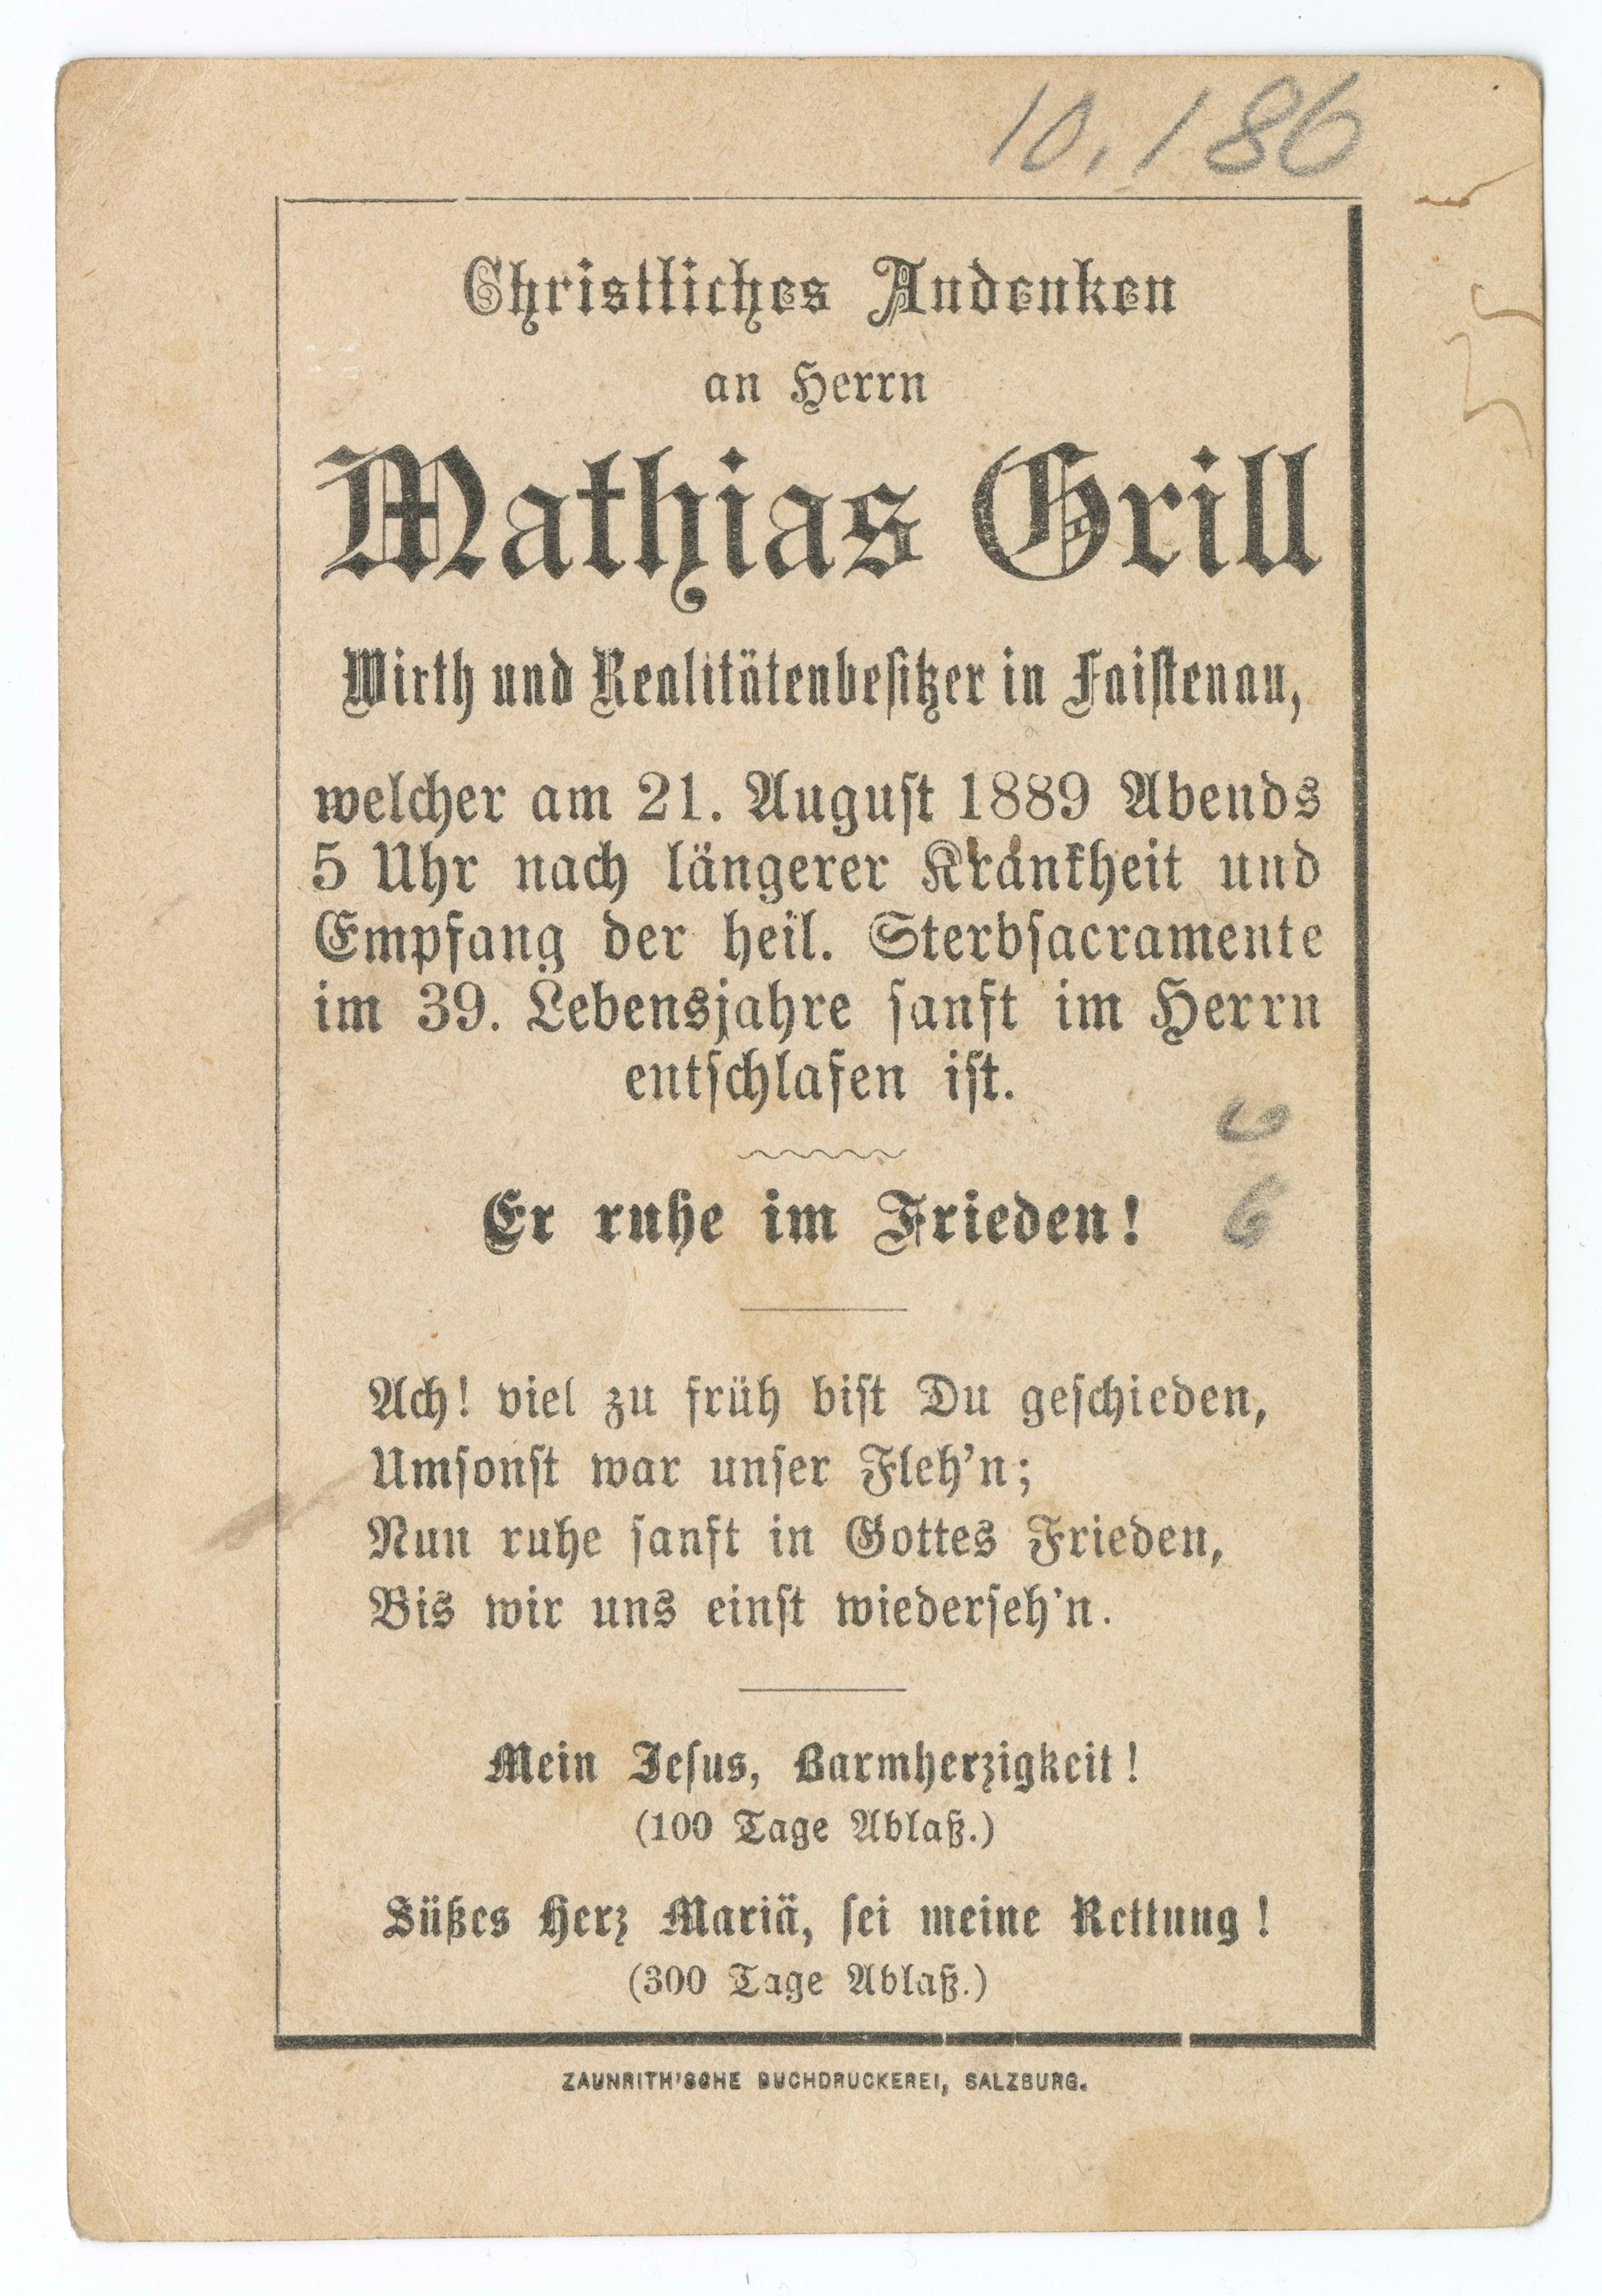 10,186
Christliches Andenken
an Herrn
Mathias Grill
Wirth und Realitätenbesitzer in Faistenau,
welcher am 21. August 1889 Abends
5 Uhr nach längerer Krankheit und
Empfang der heil. Sterbsacramente
im 39. Lebensjahre sanft im Herrn
entschlafen ist.
Er ruhe im Frieden!
6
Ach! viel zu früh bist Du geschieden,
Umsonst war unser Fleh'n;
Nun ruhe sanft in Gottes Frieden,
Bis wir uns einst wiederseh'n.
Mein Jesus, Barmherzigkeit!
(100 Tage Ablaß.)
Süßes Herz Mariä, sei meine Rettung!
(300 Tage Ablaß.)
ZAUNRITH'SCHE BUCHDRUCKEREI, SALZBURG.